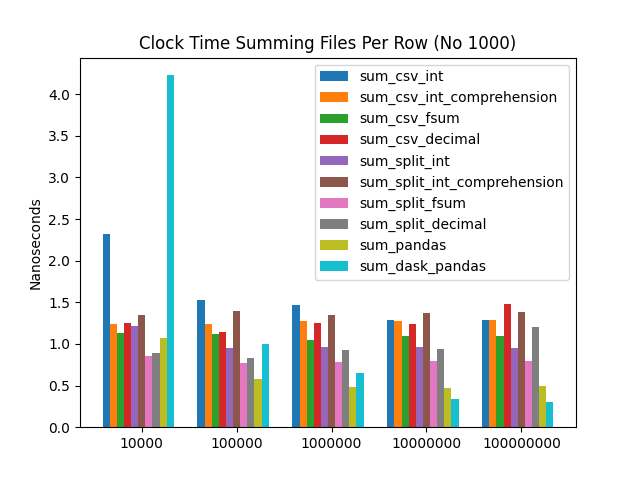 Clock Time Summing Files Per Row (No 1000)
sum_csv_int
sum_csv_int_comprehension
sum_csv_fsum
sum_csv_decimal
sum_split_int
sum_split_int_comprehension
sum_split_fsum
sum_split_decimal
sum_pandas
sum_dask_pandas
Nanoseconds
4.0
3.5
3.0
2.5
2.0
1.5
1.0
0.5
0.0
10000
100000
1000000
10000000
100000000